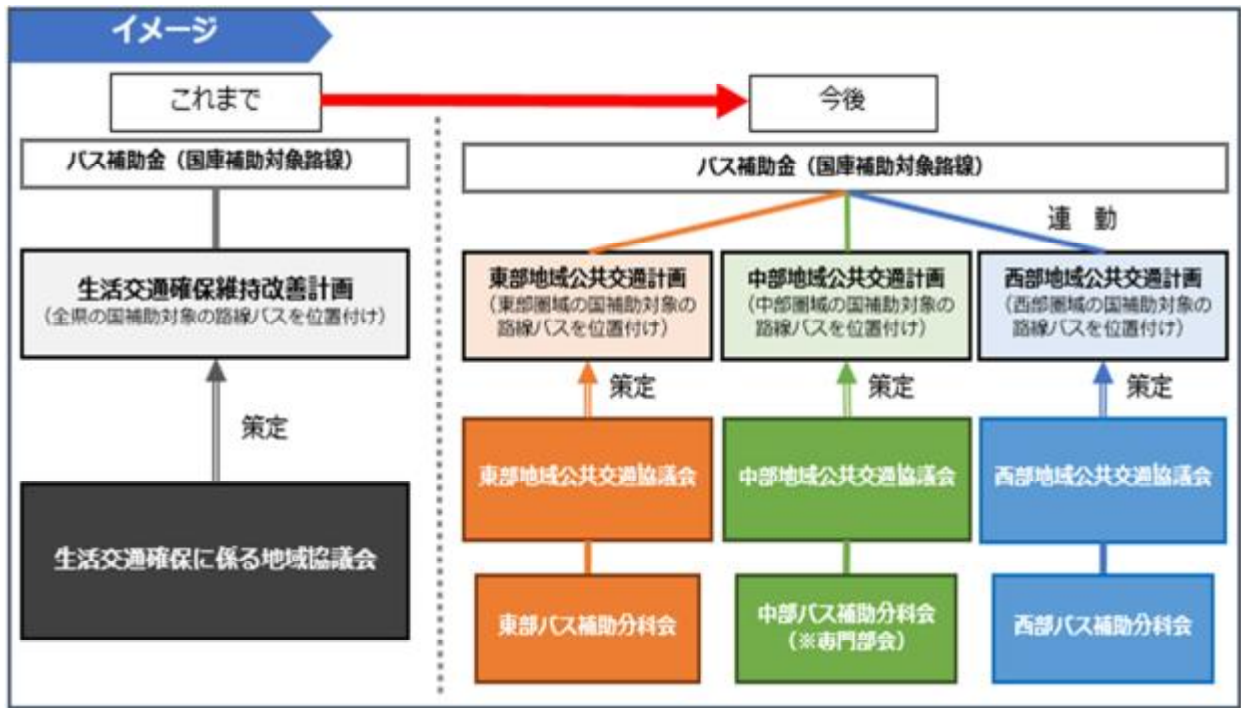 イメージ
これまで
今後
バス補助金（国庫補助対象路線）
生活交通確保維持改善計画
（全県の国補助対象の路線バスを位置付け）
策定
生活交通確保に係る地域協議会
バス補助金（国庫補助対象路線）
連　動
東部地域公共交通計画
（東部圏域の国補助対象の
路線バスを位置付け）
中部地域公共交通計画
（中部圏域の国補助対象の
路線バスを位置付け）
西部地域公共交通計画
（西部圏域の国補助対象の
路線バスを位置付け）
策定
策定
策定
東部地域公共交通協議会
中部地域公共交通協議会
西部地域公共交通協議会
東部バス補助分科会
中部バス補助分科会
（※専門部会）
西部バス補助分科会